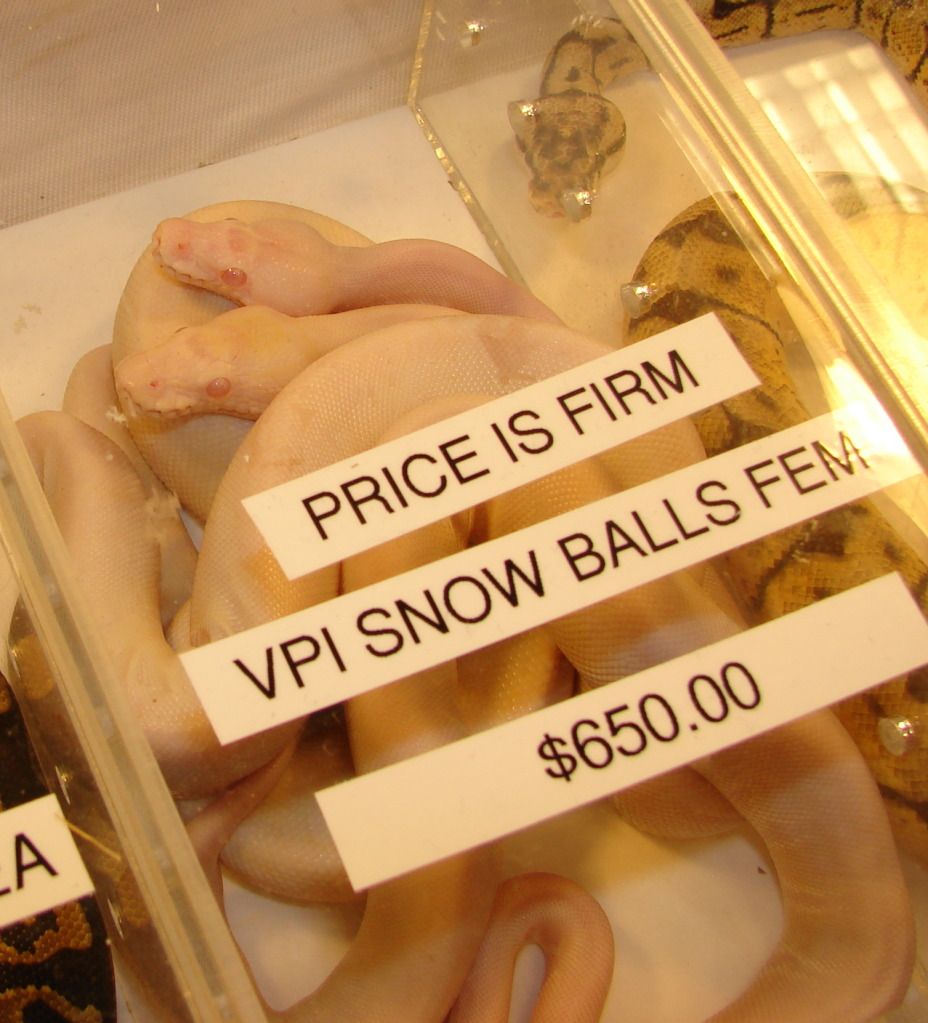 PRICE IS FIRM
VPI SNOW BALLS FEM
$650.00